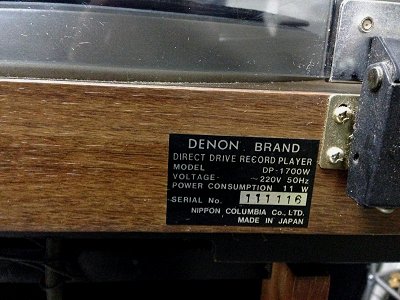 DENON BRAND
DIRECT DRIVE RECORD PLAYER
MODEL DP-1700W
VOLTAGE ~220V 50Hz
POWER CONSUMPTION 11 W
SERIAL No. 111116
NIPPON COLUMBIA Co., LTD.
MADE IN JAPAN